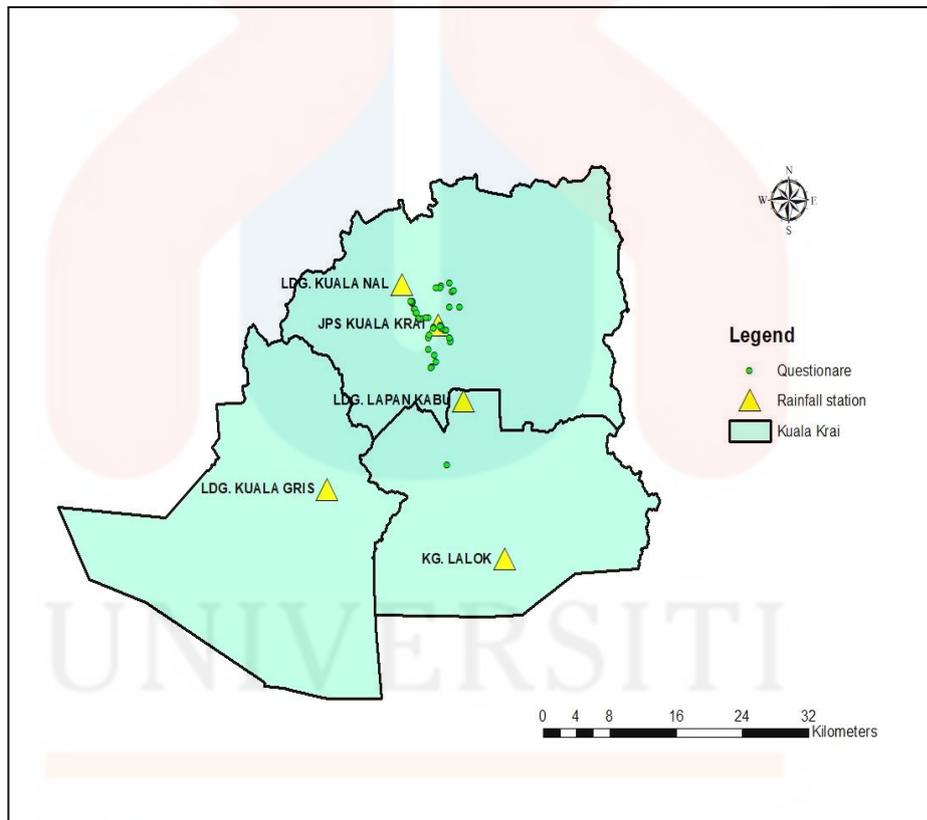 N
W E
S
LDG. KUALA NAL
JPS KUALA KRAI
Legend
Questionare
Rainfall station
Kuala Krai
LDG. LAPAN KABU
LDG. KUALA GRIS
KG. LALOK
UNIVERSITI
0 4 8 16 24 32
Kilometers